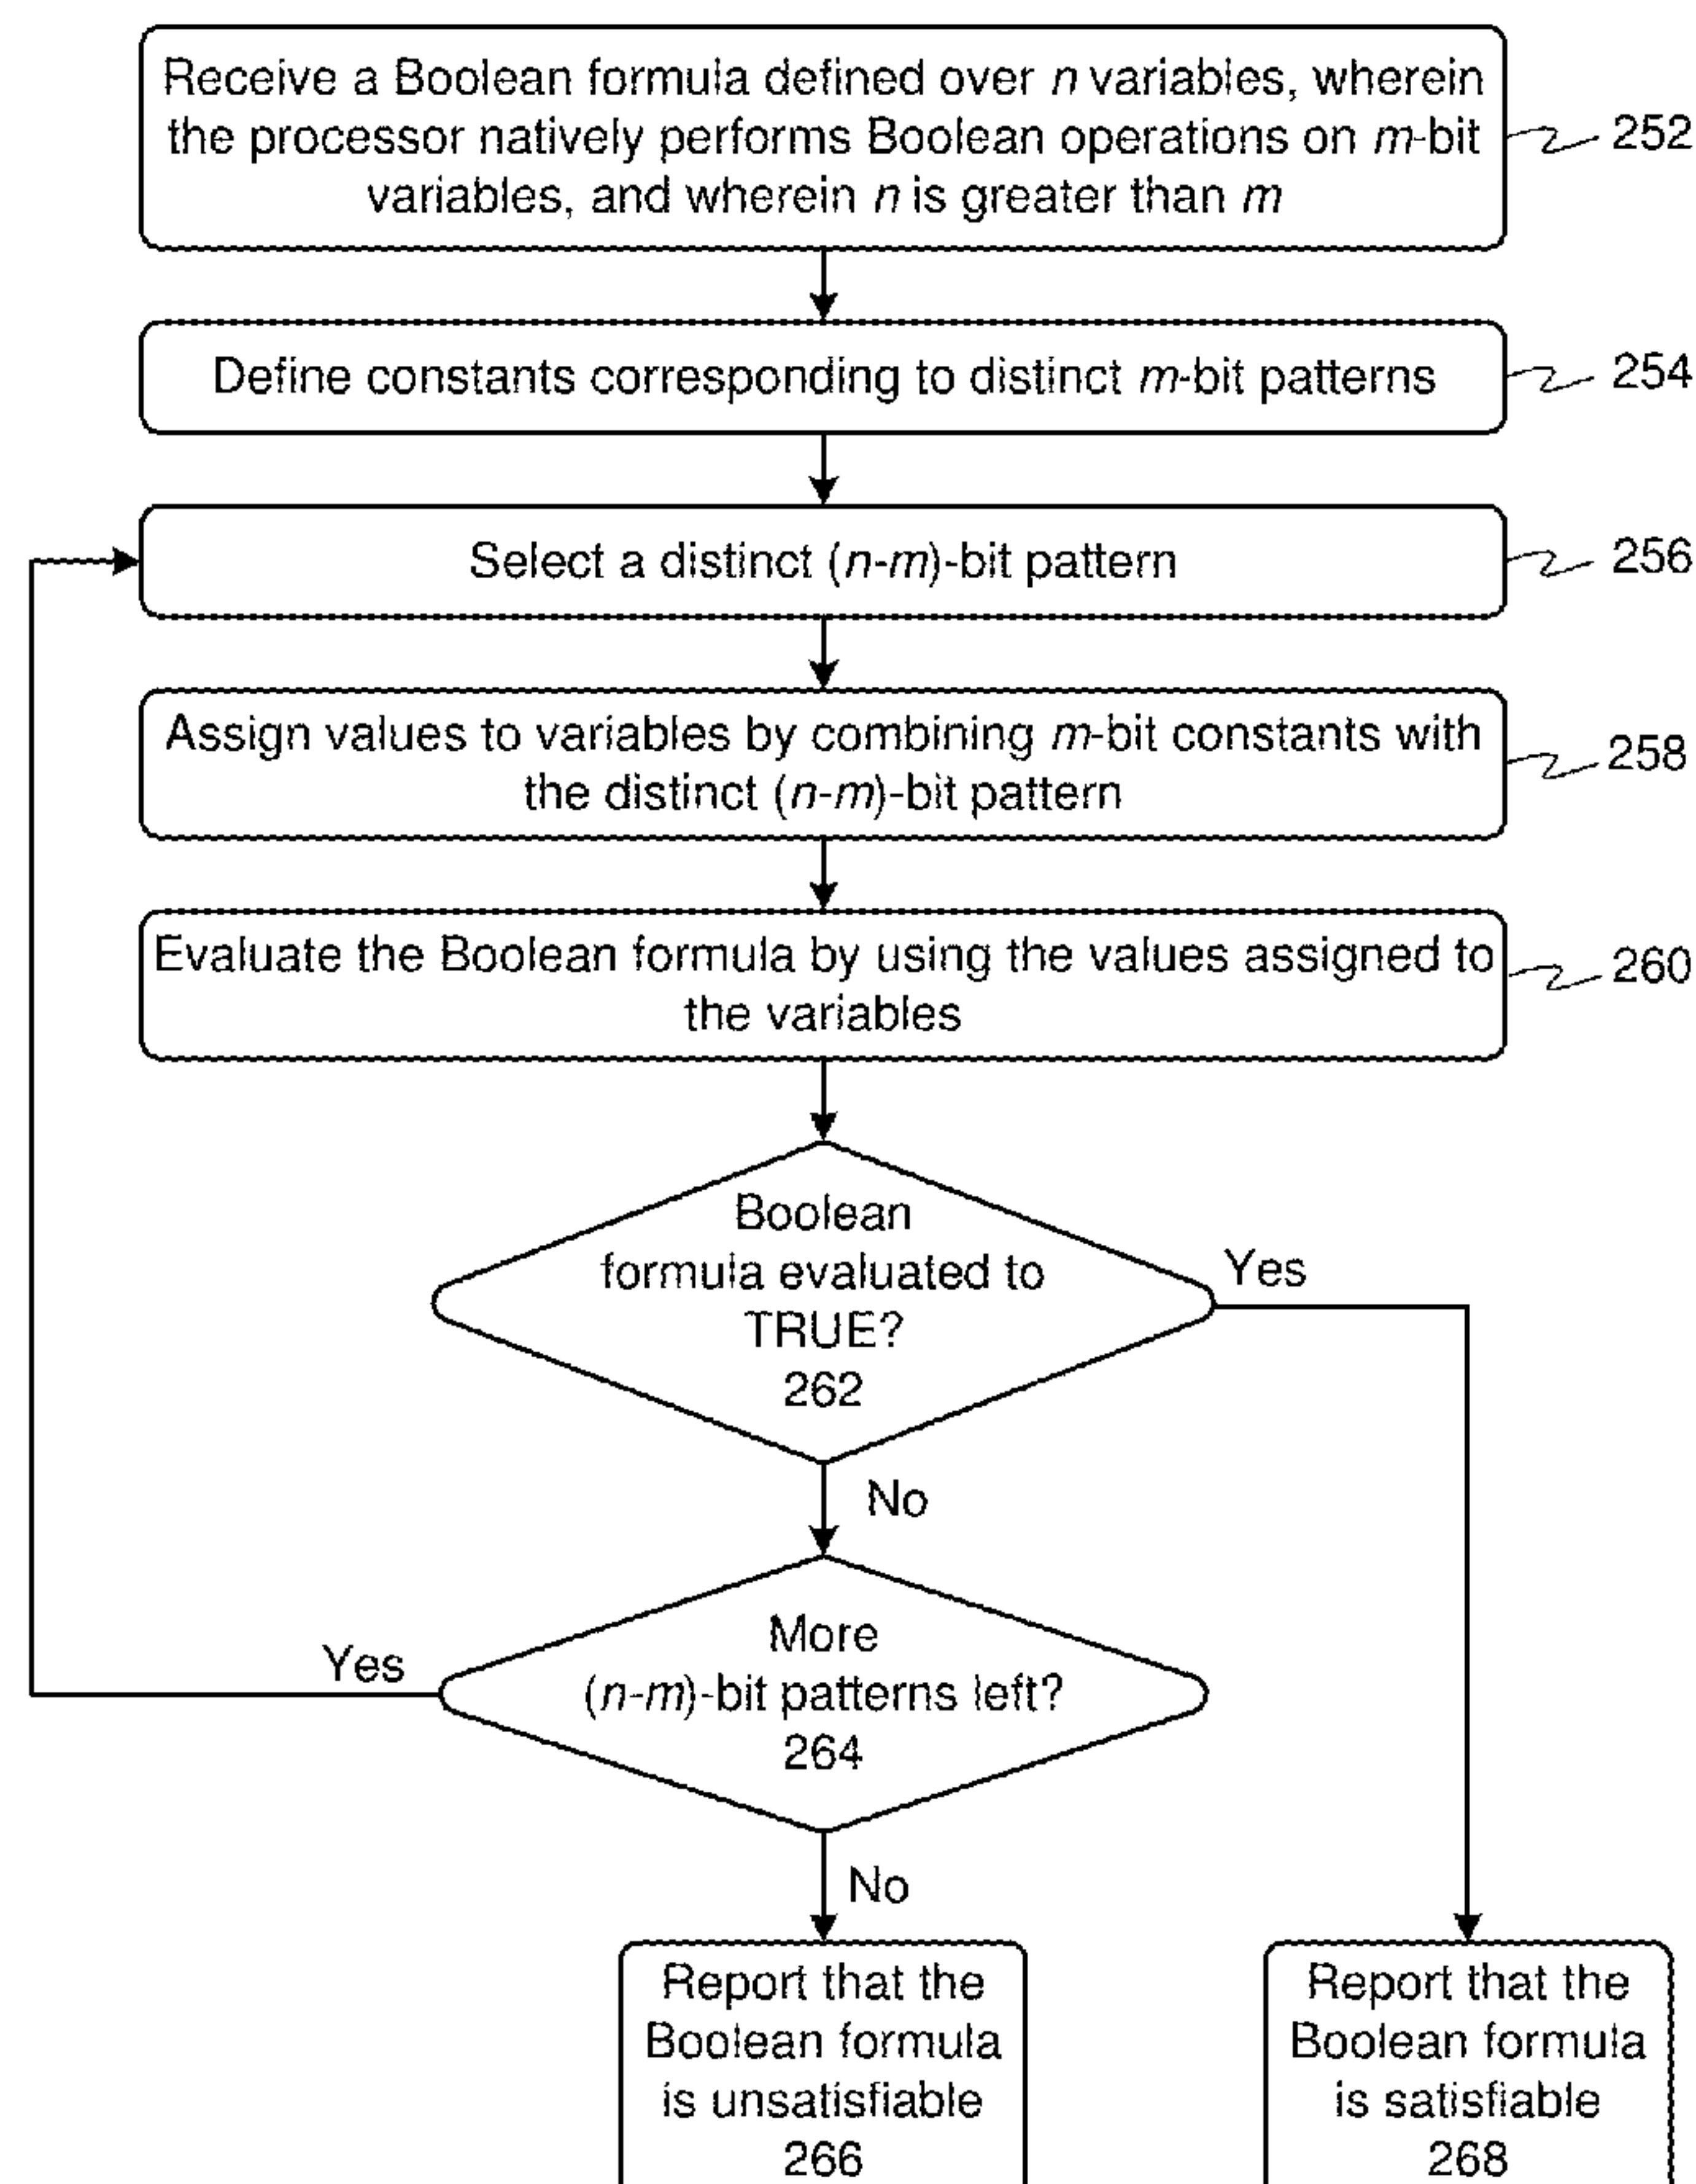 Receive a Boolean formula defined over n variables, wherein
the processor natively performs Boolean operations on m-bit
variables, and wherein n is greater than m
252
Define constants corresponding to distinct m-bit patterns
254
Select a distinct (n-m)-bit pattern
256
Assign values to variables by combining m-bit constants with
the distinct (n-m)-bit pattern
258
Evaluate the Boolean formula by using the values assigned to
the variables
260
Boolean
formula evaluated to
TRUE?
262
Yes
No
More
(n-m)-bit patterns left?
264
Yes
No
Report that the
Boolean formula
is unsatisfiable
266
Report that the
Boolean formula
is satisfiable
268